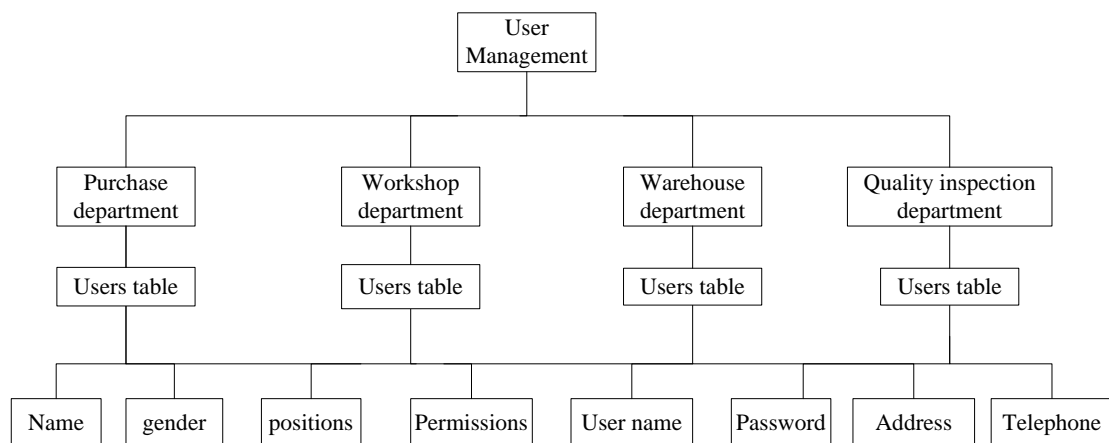 User
Management
Purchase
department
Workshop
department
Warehouse
department
Quality inspection
department
Users table
Users table
Users table
Users table
Name
gender
positions
Permissions
User name
Password
Address
Telephone